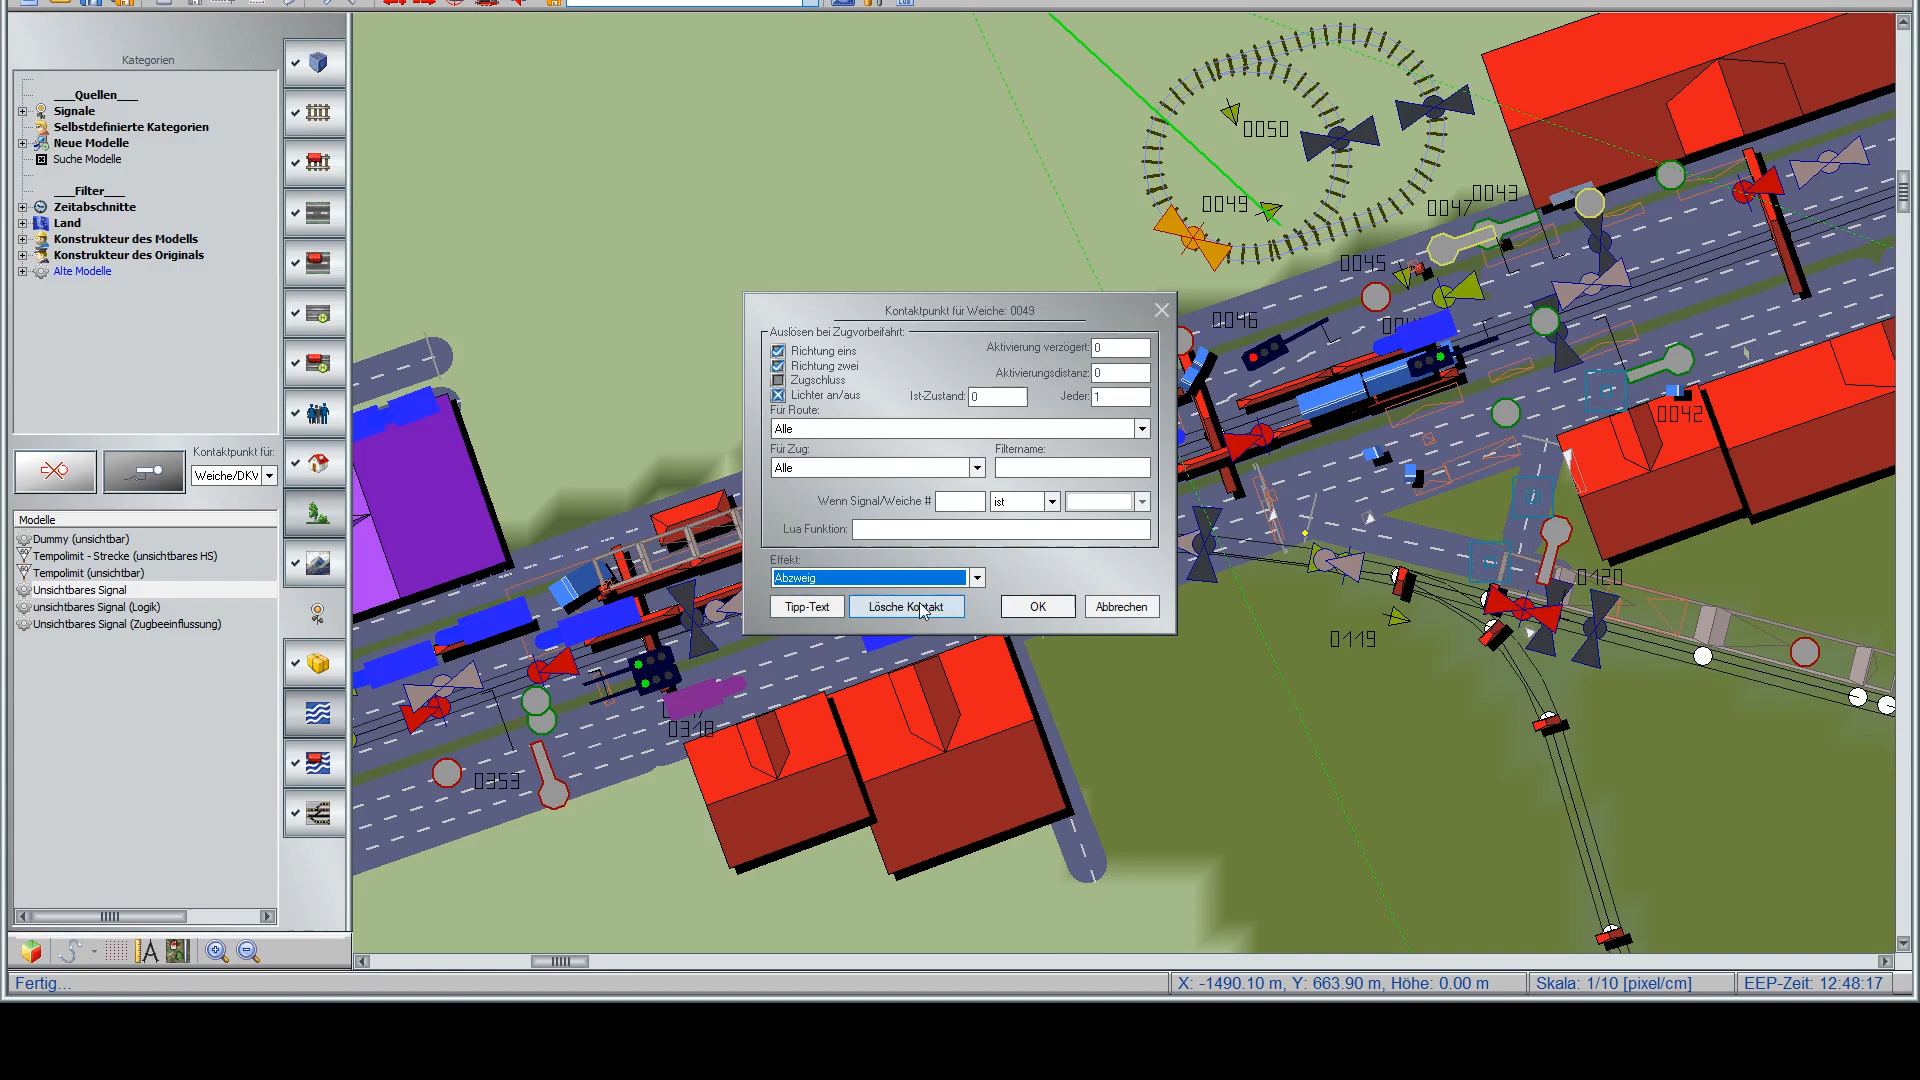 Kategorien
___Quellen___
Signale
Selbstdefinierte Kategorien
Neue Modelle
Suche Modelle
___Filter___
Zeitabschnitte
Land
Konstrukteur des Modells
Konstrukteur des Originals
Alte Modelle
Kontaktpunkt für:
Weiche/DKV
Modelle
Dummy (unsichtbar)
Tempolimit - Strecke (unsichtbares HS)
Tempolimit (unsichtbar)
Unsichtbares Signal
unsichtbares Signal (Logik)
Unsichtbares Signal (Zugbeeinflussung)
Kontaktpunkt für Weiche: 0049
Auslösen bei Zugvorbeifahrt:
Richtung eins
Richtung zwei
Zugschluss
Lichter an/aus
Aktivierung verzögert: 0
Aktivierungsdistanz: 0
Ist-Zustand: 0
Jeder: 1
Für Route:
Alle
Für Zug:
Alle
Filtername:
Wenn Signal/Weiche #
ist
Lua Funktion:
Effekt:
Abzweig
Tipp-Text
Lösche Kontakt
OK
Abbrechen
0050
0049
0047
0043
0045
0046
0042
0120
0119
0318
0353
Fertig...
X: -1490.10 m, Y: 663.90 m, Höhe: 0.00 m
Skala: 1/10 [pixel/cm]
EEP-Zeit: 12:48:17